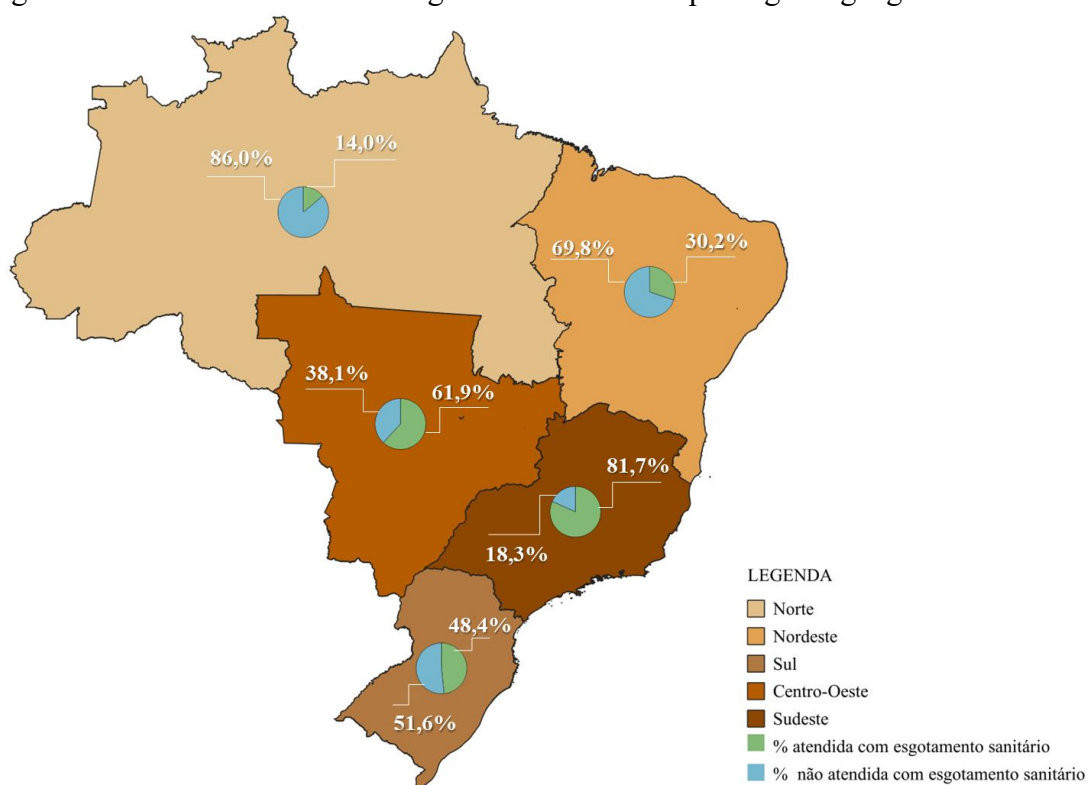 14,0%
86,0%
69,8%
30,2%
38,1%
61,9%
81,7%
18,3%
48,4%
51,6%
LEGENDA
Norte
Nordeste
Sul
Centro-Oeste
Sudeste
% atendida com esgotamento sanitário
% não atendida com esgotamento sanitário